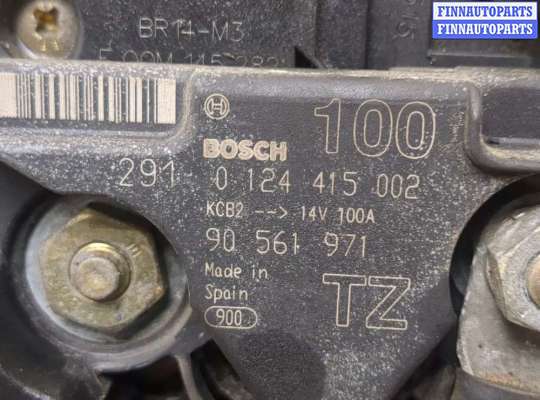 FINNAUTOPARTS
FINNAUTOPARTS
BR14-M3
100
BOSCH
291 0 124 415 002
KCB2 --> 14V 100A
90 561 971
Made in
Spain
TZ
900